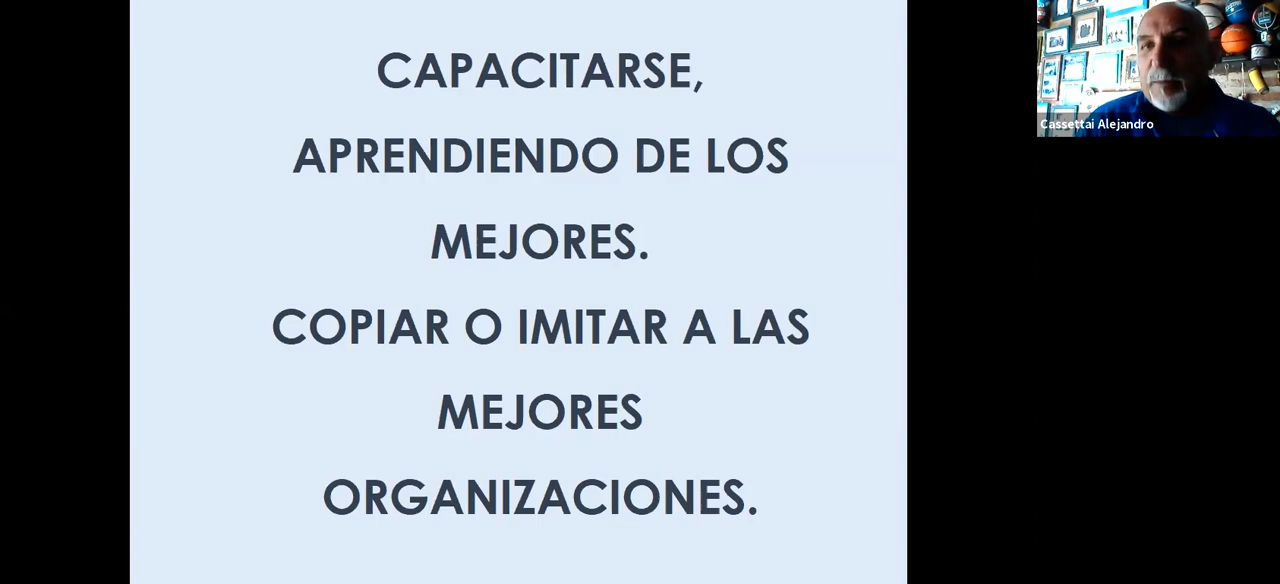 CAPACITARSE,
APRENDIENDO DE LOS
MEJORES.
COPIAR O IMITAR A LAS
MEJORES
ORGANIZACIONES.
Cassettai Alejandro